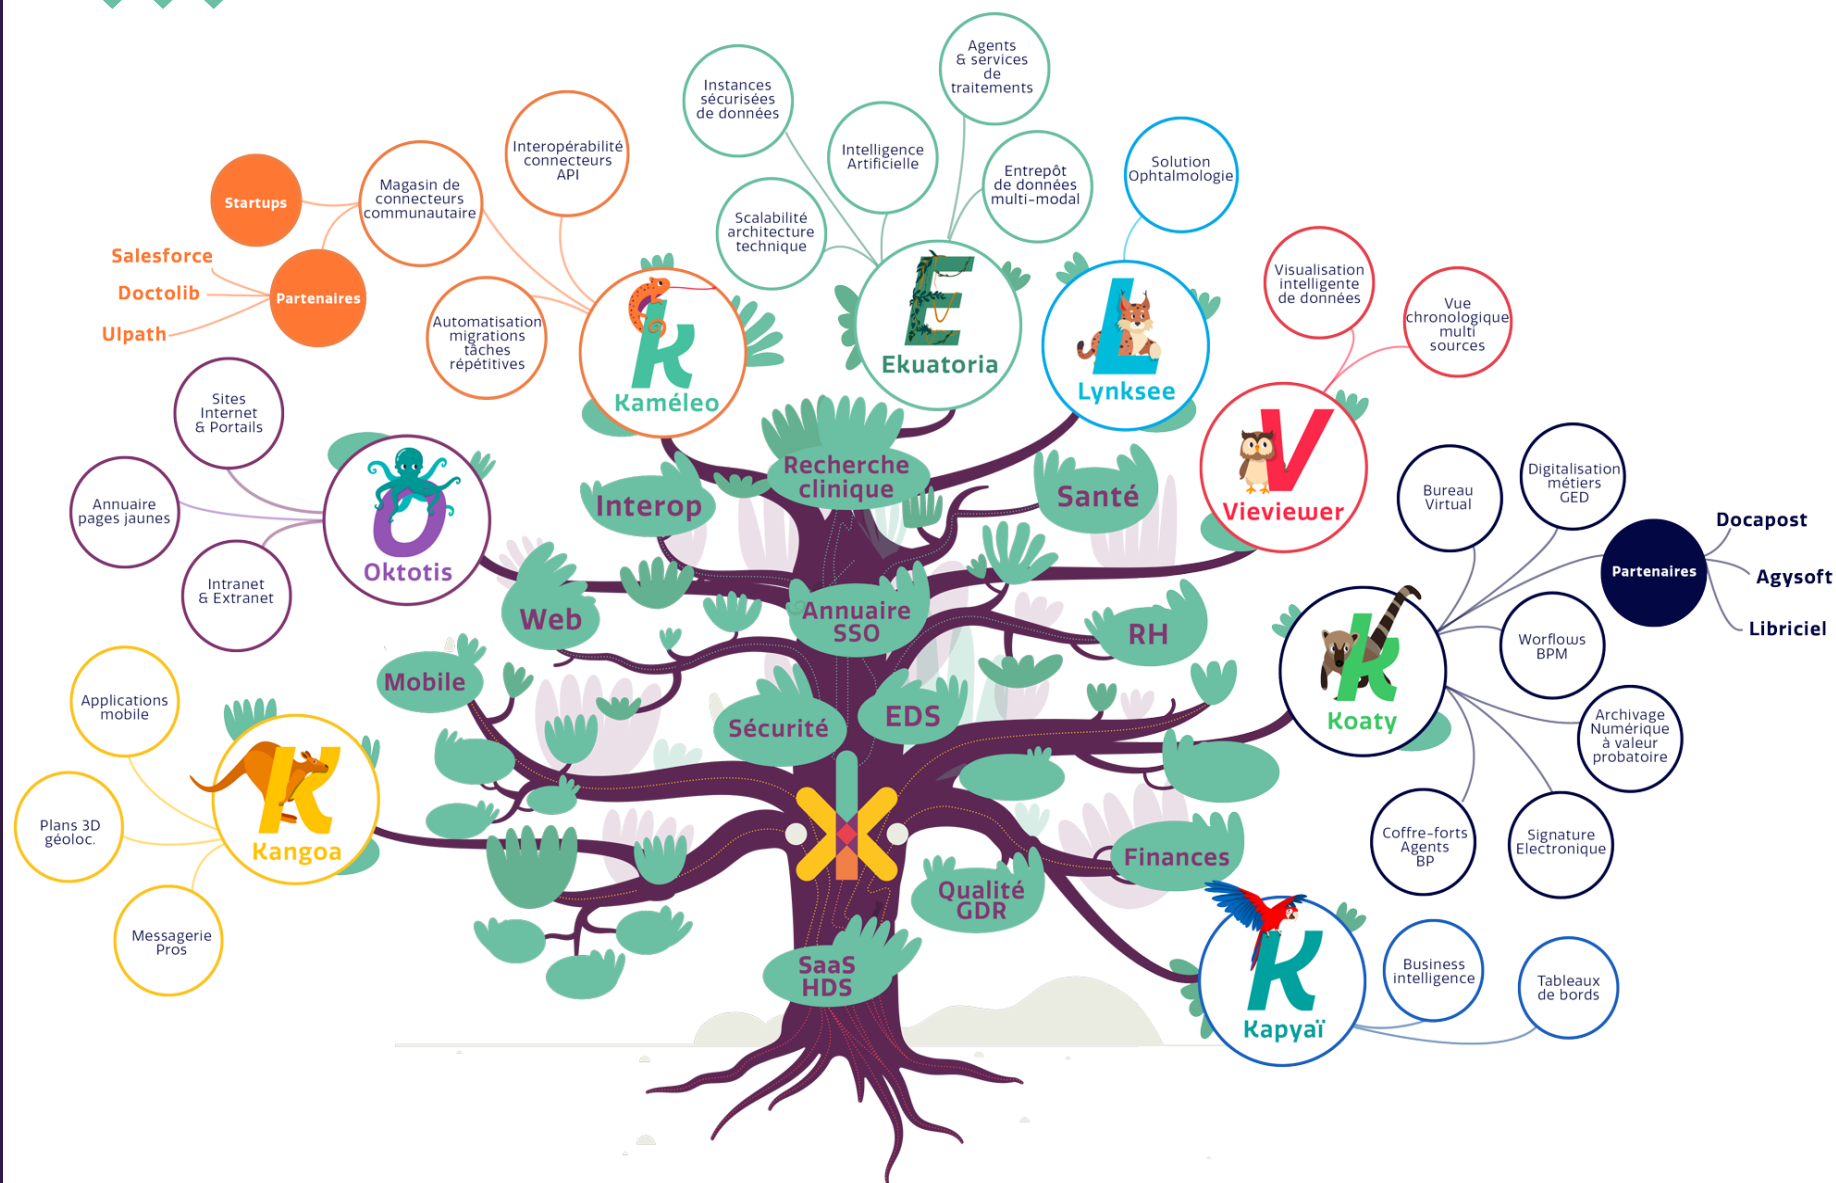 Agents
& services
de
traitements
Instances
sécurisées
de données
Intelligence
Artificielle
Entrepôt
de données
multi-modal
Scalabilité
architecture
technique
Ekuatoria
Solution
Ophtalmologie
Lynksee
Interopérabilité
connecteurs
API
Magasin de
connecteurs
communautaire
Startups
Partenaires
Salesforce
Doctolib
UIpath
Automatisation
migrations
tâches
répétitives
Kaméleo
Visualisation
intelligente
de données
Vue
chronologique
multi
sources
Vieviewer
Sites
Internet
& Portails
Annuaire
pages jaunes
Intranet
& Extranet
Oktotis
Bureau
Virtual
Digitalisation
métiers
GED
Partenaires
Docapost
Agysoft
Libriciel
Worflows
BPM
Archivage
Numérique
à valeur
probatoire
Coffre-forts
Agents
BP
Signature
Electronique
Koaty
Applications
mobile
Plans 3D
géoloc.
Messagerie
Pros
Kangoa
Business
intelligence
Tableaux
de bords
Kapyaï
Recherche
clinique
Interop
Santé
Web
Annuaire
SSO
RH
Mobile
Sécurité
EDS
Finances
Qualité
GDR
SaaS
HDS